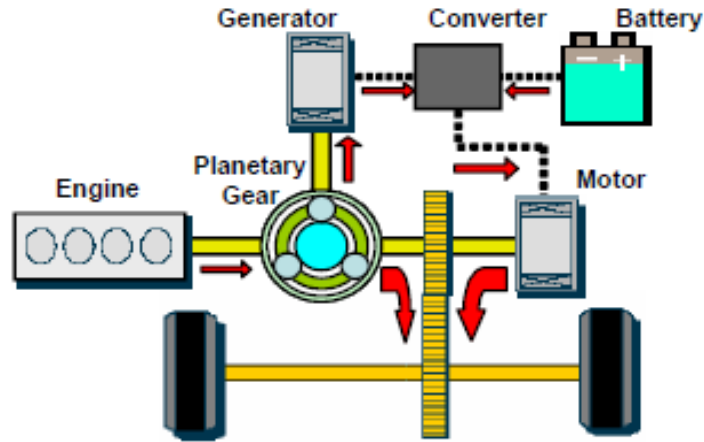 Generator
Converter
Battery
Planetary
Gear
Engine
Motor